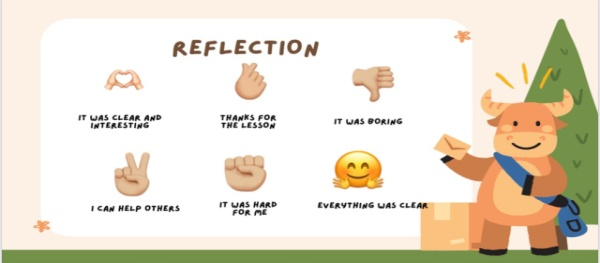 REFLECTION
IT WAS CLEAR AND
INTERESTING
THANKS FOR
THE LESSON
IT WAS BORING
I CAN HELP OTHERS
IT WAS HARD
FOR ME
EVERYTHING WAS CLEAR